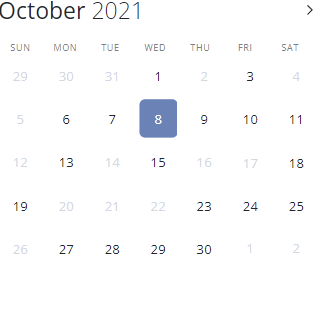 October 2021
SUN MON TUE WED THU FRI SAT
29 30 31 1 2 3 4
5 6 7 8 9 10 11
12 13 14 15 16 17 18
19 20 21 22 23 24 25
26 27 28 29 30 1 2